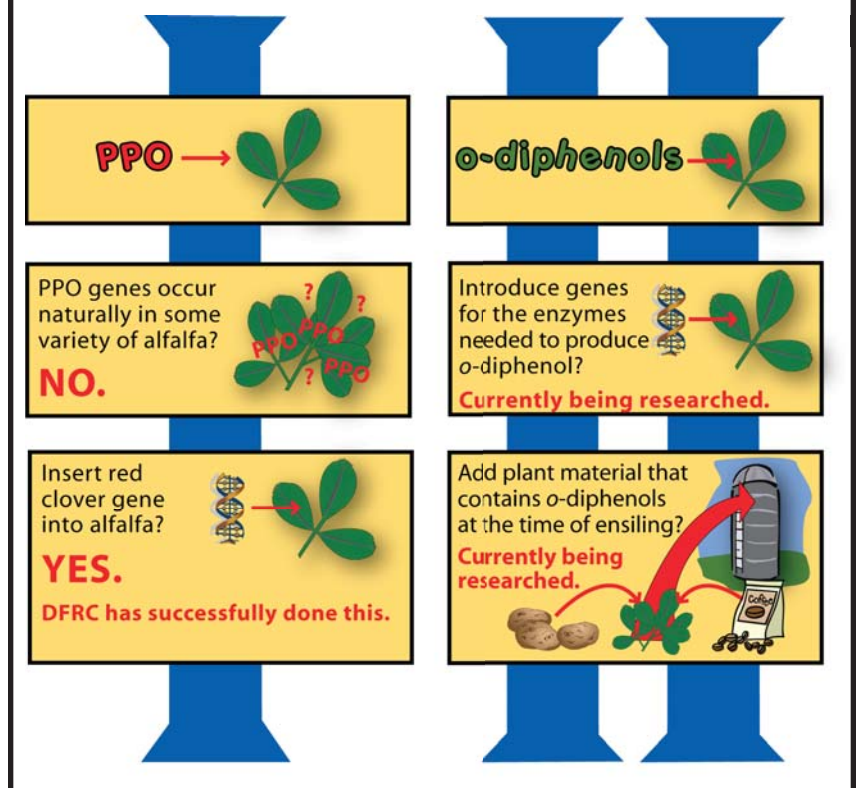 PPO
PPO genes occur
naturally in some
variety of alfalfa?
NO.
?
?
PPO
PPO
?
PPO
Insert red
clover gene
into alfalfa?
YES.
DFRC has successfully done this.
o-diphenols
Introduce genes
for the enzymes
needed to produce
o-diphenol?
Currently being researched.
Add plant material that
contains o-diphenols
at the time of ensiling?
Currently being
researched.
Coffee